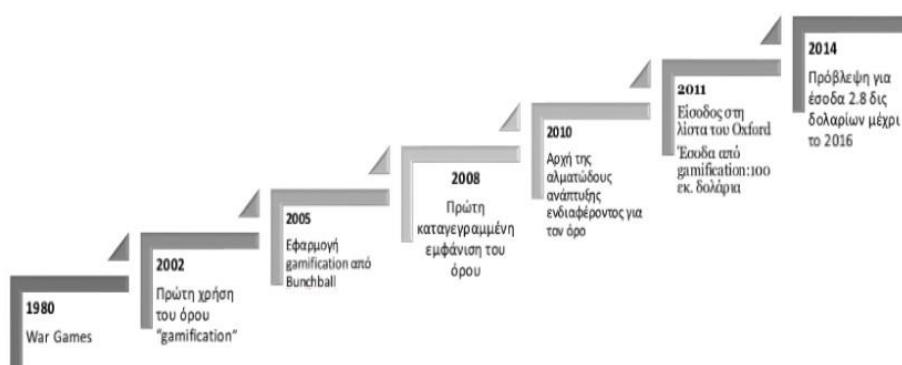 1980
War Games
2002
Πρώτη χρήση
του όρου
"gamification"
2005
Εφαρμογή
gamification από
Bunchball
2008
Πρώτη
καταγεγραμμένη
εμφάνιση του
όρου
2010
Αρχή της
αλματώδους
ανάπτυξης
ενδιαφέροντος για
τον όρο
2011
Είσοδος στη
λίστα του Oxford
Έσοδα από
gamification:100
εκ. δολάρια
2014
Πρόβλεψη για
έσοδα 2.8 δις
δολαρίων μέχρι
το 2016